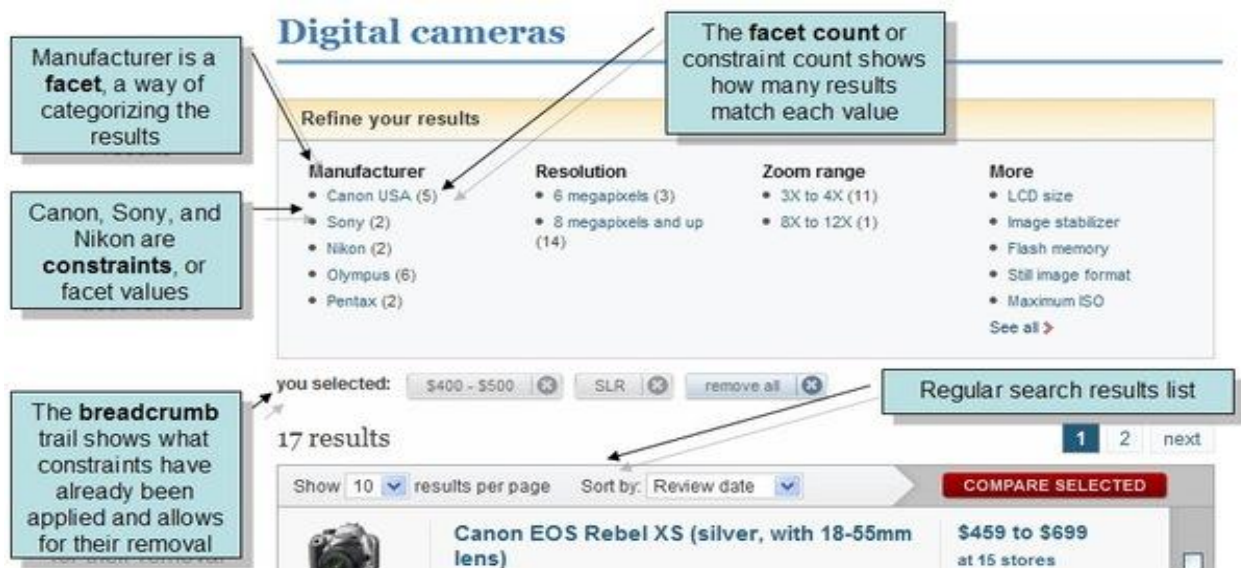 Digital cameras
Manufacturer is a
facet, a way of
categorizing the
results
The facet count or
constraint count shows
how many results
match each value
Refine your results
Manufacturer
Canon USA (5)
Sony (2)
Nikon (2)
Olympus (6)
Pentax (2)
Resolution
6 megapixels (3)
8 megapixels and up
(14)
Zoom range
3X to 4X (11)
8X to 12X (1)
More
LCD size
Image stabilizer
Flash memory
Still image format
Maximum ISO
See all
Canon, Sony, and
Nikon are
constraints, or
facet values
you selected: $400 - $500 SLR remove all
The breadcrumb
trail shows what
constraints have
already been
applied and allows
for their removal
Regular search results list
17 results
1 2 next
Show 10 results per page Sort by: Review date COMPARE SELECTED
Canon EOS Rebel XS (silver, with 18-55mm
lens)
$459 to $699
at 15 stores